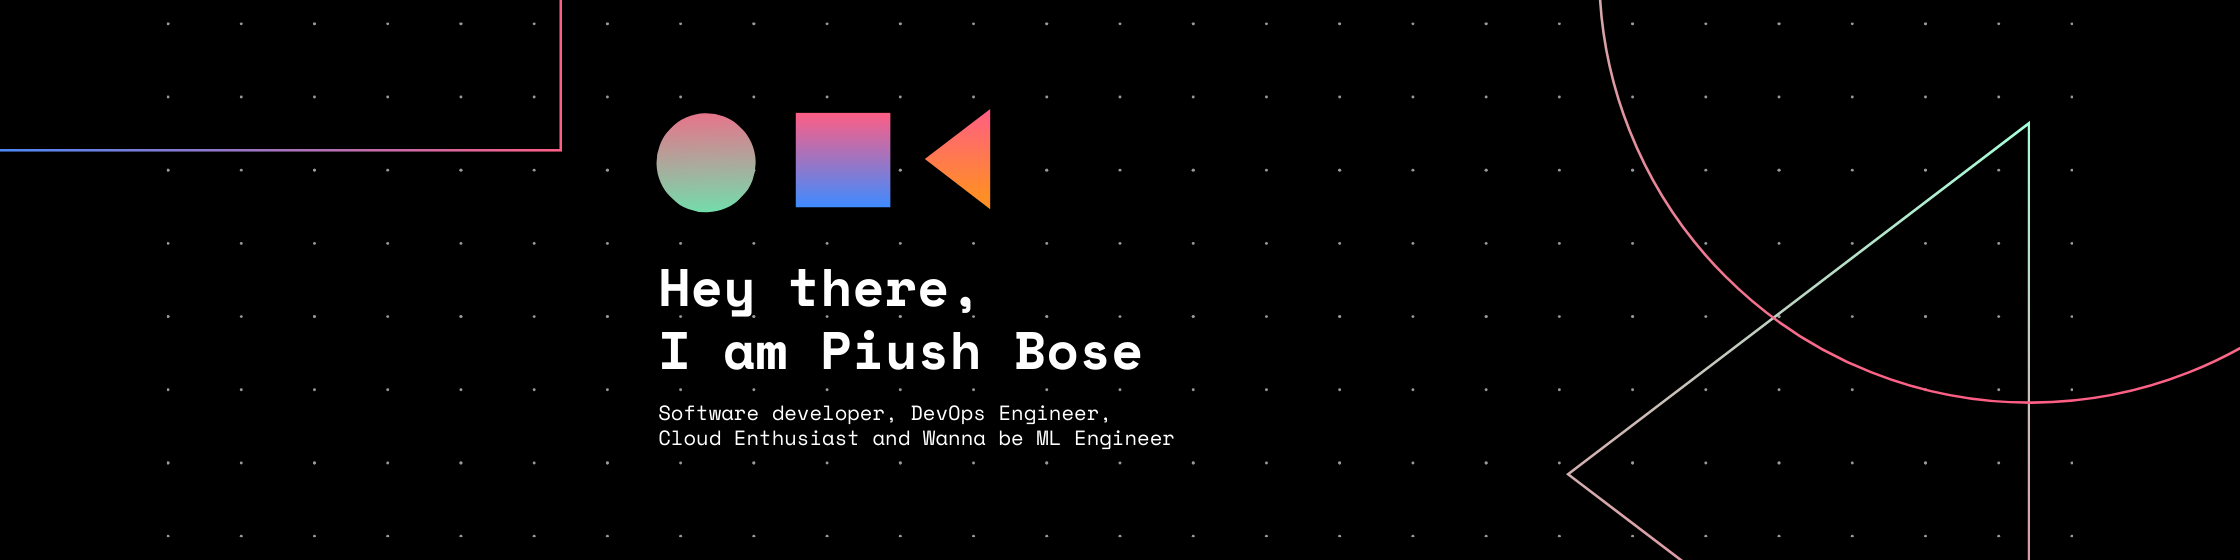 Hey there,
I am Piush Bose
Software developer, DevOps Engineer,
Cloud Enthusiast and Wanna be ML Engineer